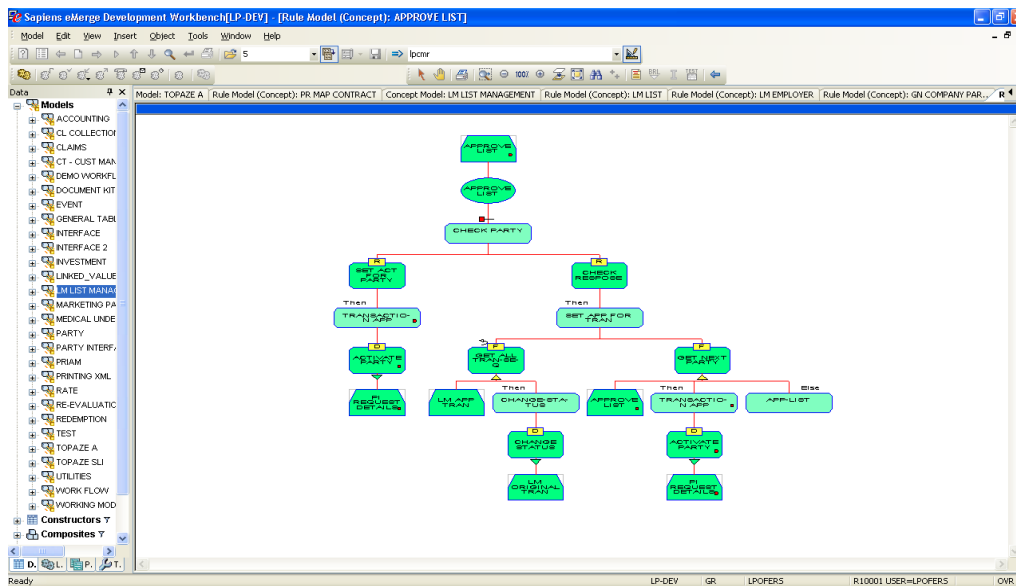 Sapiens eMerge Development Workbench[LP-DEV] - [Rule Model (Concept): APPROVE LIST]
Model Edit View Insert Object Tools Window Help
5 lpcmr
100%
Data
Model: TOPAZE A Rule Model (Concept): PR MAP CONTRACT Concept Model: LM LIST MANAGEMENT Rule Model (Concept): LM LIST Rule Model (Concept): LM EMPLOYER Rule Model (Concept): GN COMPANY PAR... R
Models
ACCOUNTING
CL COLLECTION
CLAIMS
CT - CUST MAN
DEMO WORKFL
DOCUMENT KIT
EVENT
GENERAL TABL
INTERFACE
INTERFACE 2
INVESTMENT
LINKED_VALUE
LM LIST MANAG
MARKETING PA
MEDICAL UNDE
PARTY
PARTY INTERFA
PRIAM
PRINTING XML
RATE
RE-EVALUATIO
REDEMPTION
TEST
TOPAZE A
TOPAZE SLI
UTILITIES
WORK FLOW
WORKING MOD
Constructors
Composites
D. L. P. T.
APPROVE
LIST
APPROVE
LIST
CHECK PARTY
R
SET ACT
FOR
PARTY
R
CHECK
RESPOSE
Then
TRANSACTIO-
N APP
Then
SET APP FOR
TRAN
D
ACTIVATE
PARTY
F
GET ALL
TRAN-SE-
Q
F
GET NEXT
PARTY
PI
REQUEST
DETAILS
LM APP
TRAN
Then
CHANGE-STA-
TUS
APPROVE
LIST
Then
TRANSACTIO-
N APP
Else
APP-LIST
D
CHANGE
STATUS
D
ACTIVATE
PARTY
LM
ORIGINAL
TRAN
PI
REQUEST
DETAILS
Ready LP-DEV GR LPOFERS R10001 USER=LPOFERS OVR